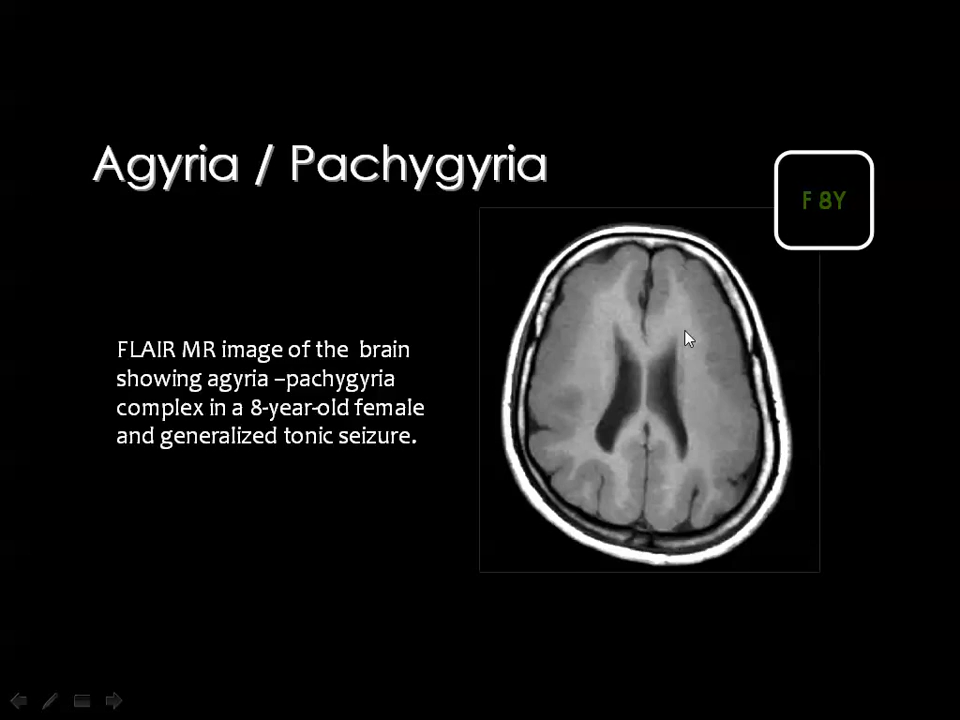 Agyria / Pachygyria
F 8Y
FLAIR MR image of the brain
showing agyria –pachygyria
complex in a 8-year-old female
and generalized tonic seizure.